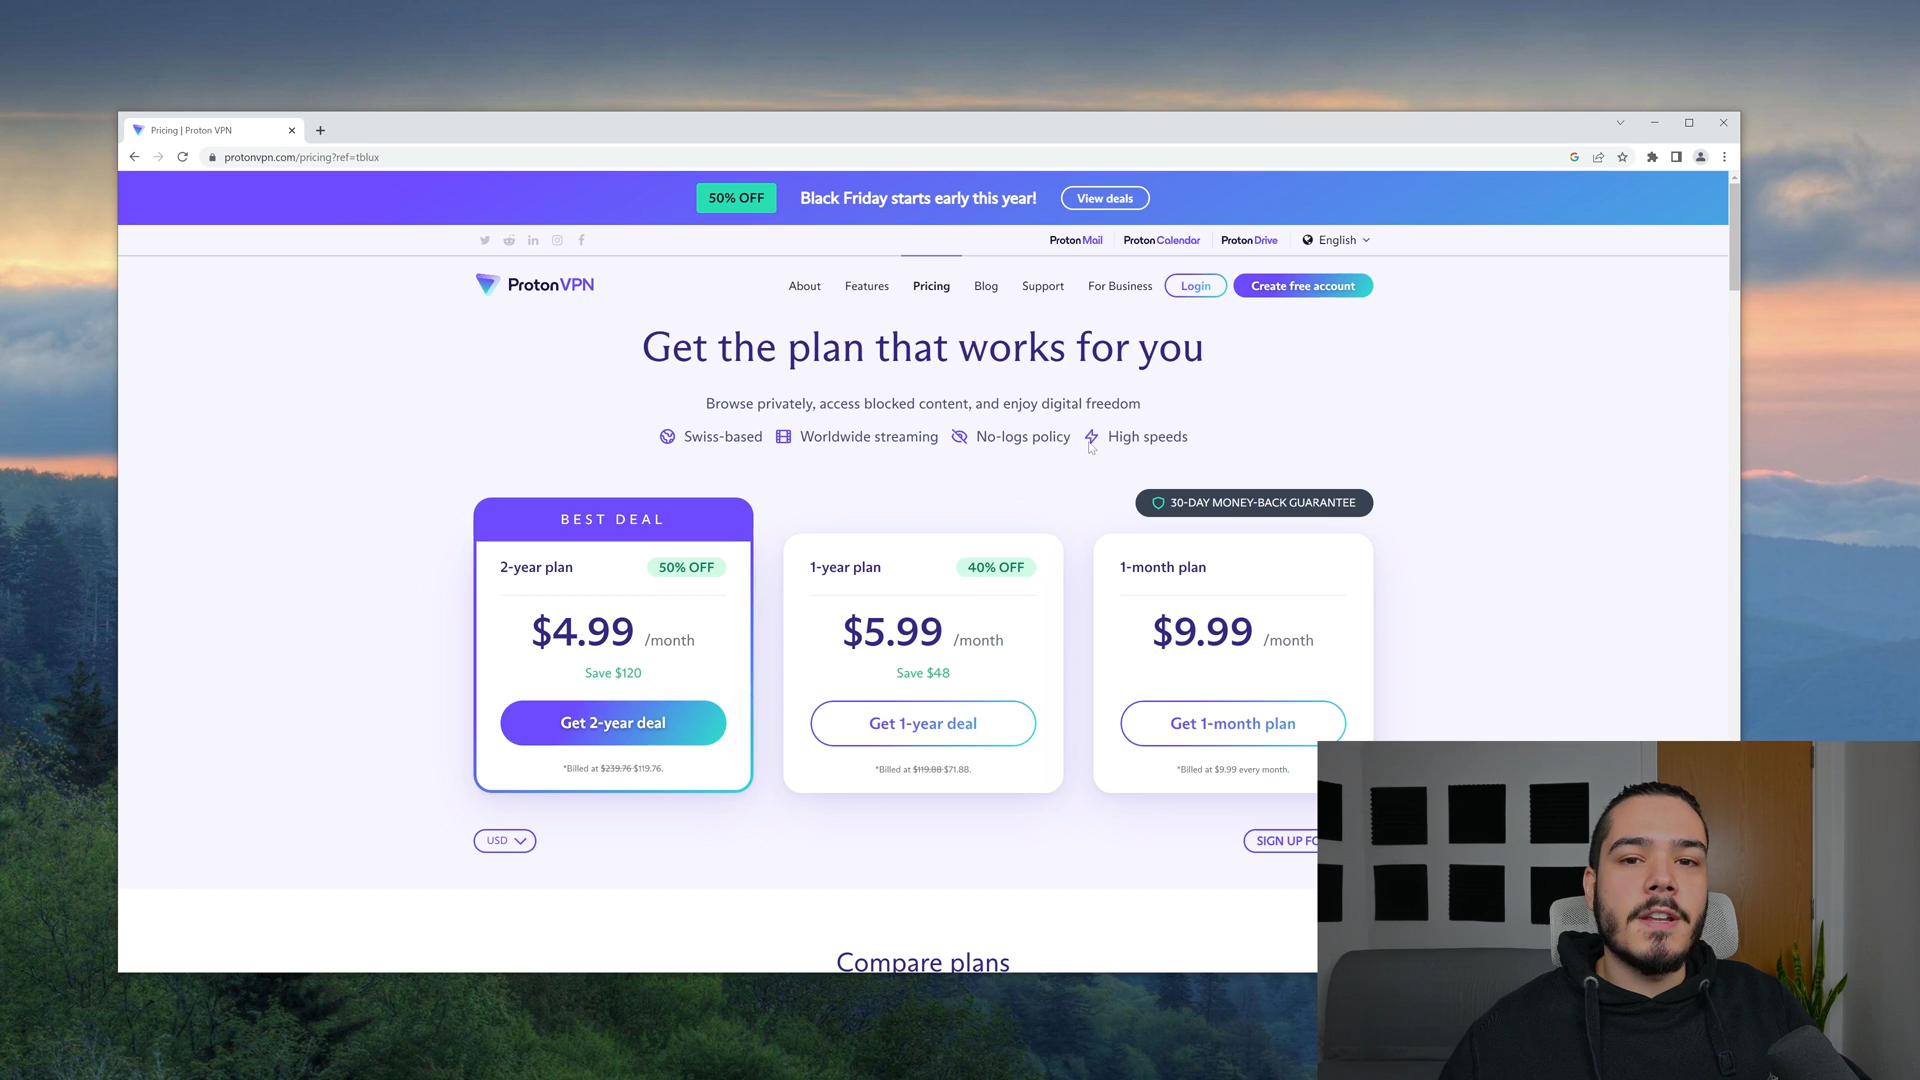 Pricing | Proton VPN
protonvpn.com/pricing?ref=tblux
50% OFF Black Friday starts early this year! View deals
Proton Mail Proton Calendar Proton Drive English
ProtonVPN About Features Pricing Blog Support For Business Login Create free account
Get the plan that works for you
Browse privately, access blocked content, and enjoy digital freedom
Swiss-based Worldwide streaming No-logs policy High speeds
30-DAY MONEY-BACK GUARANTEE
BEST DEAL
2-year plan 50% OFF
$4.99 /month
Save $120
Get 2-year deal
*Billed at $239.76 $119.76.
1-year plan 40% OFF
$5.99 /month
Save $48
Get 1-year deal
*Billed at $119.88 $71.88.
1-month plan
$9.99 /month
Get 1-month plan
*Billed at $9.99 every month.
USD
SIGN UP FO
Compare plans